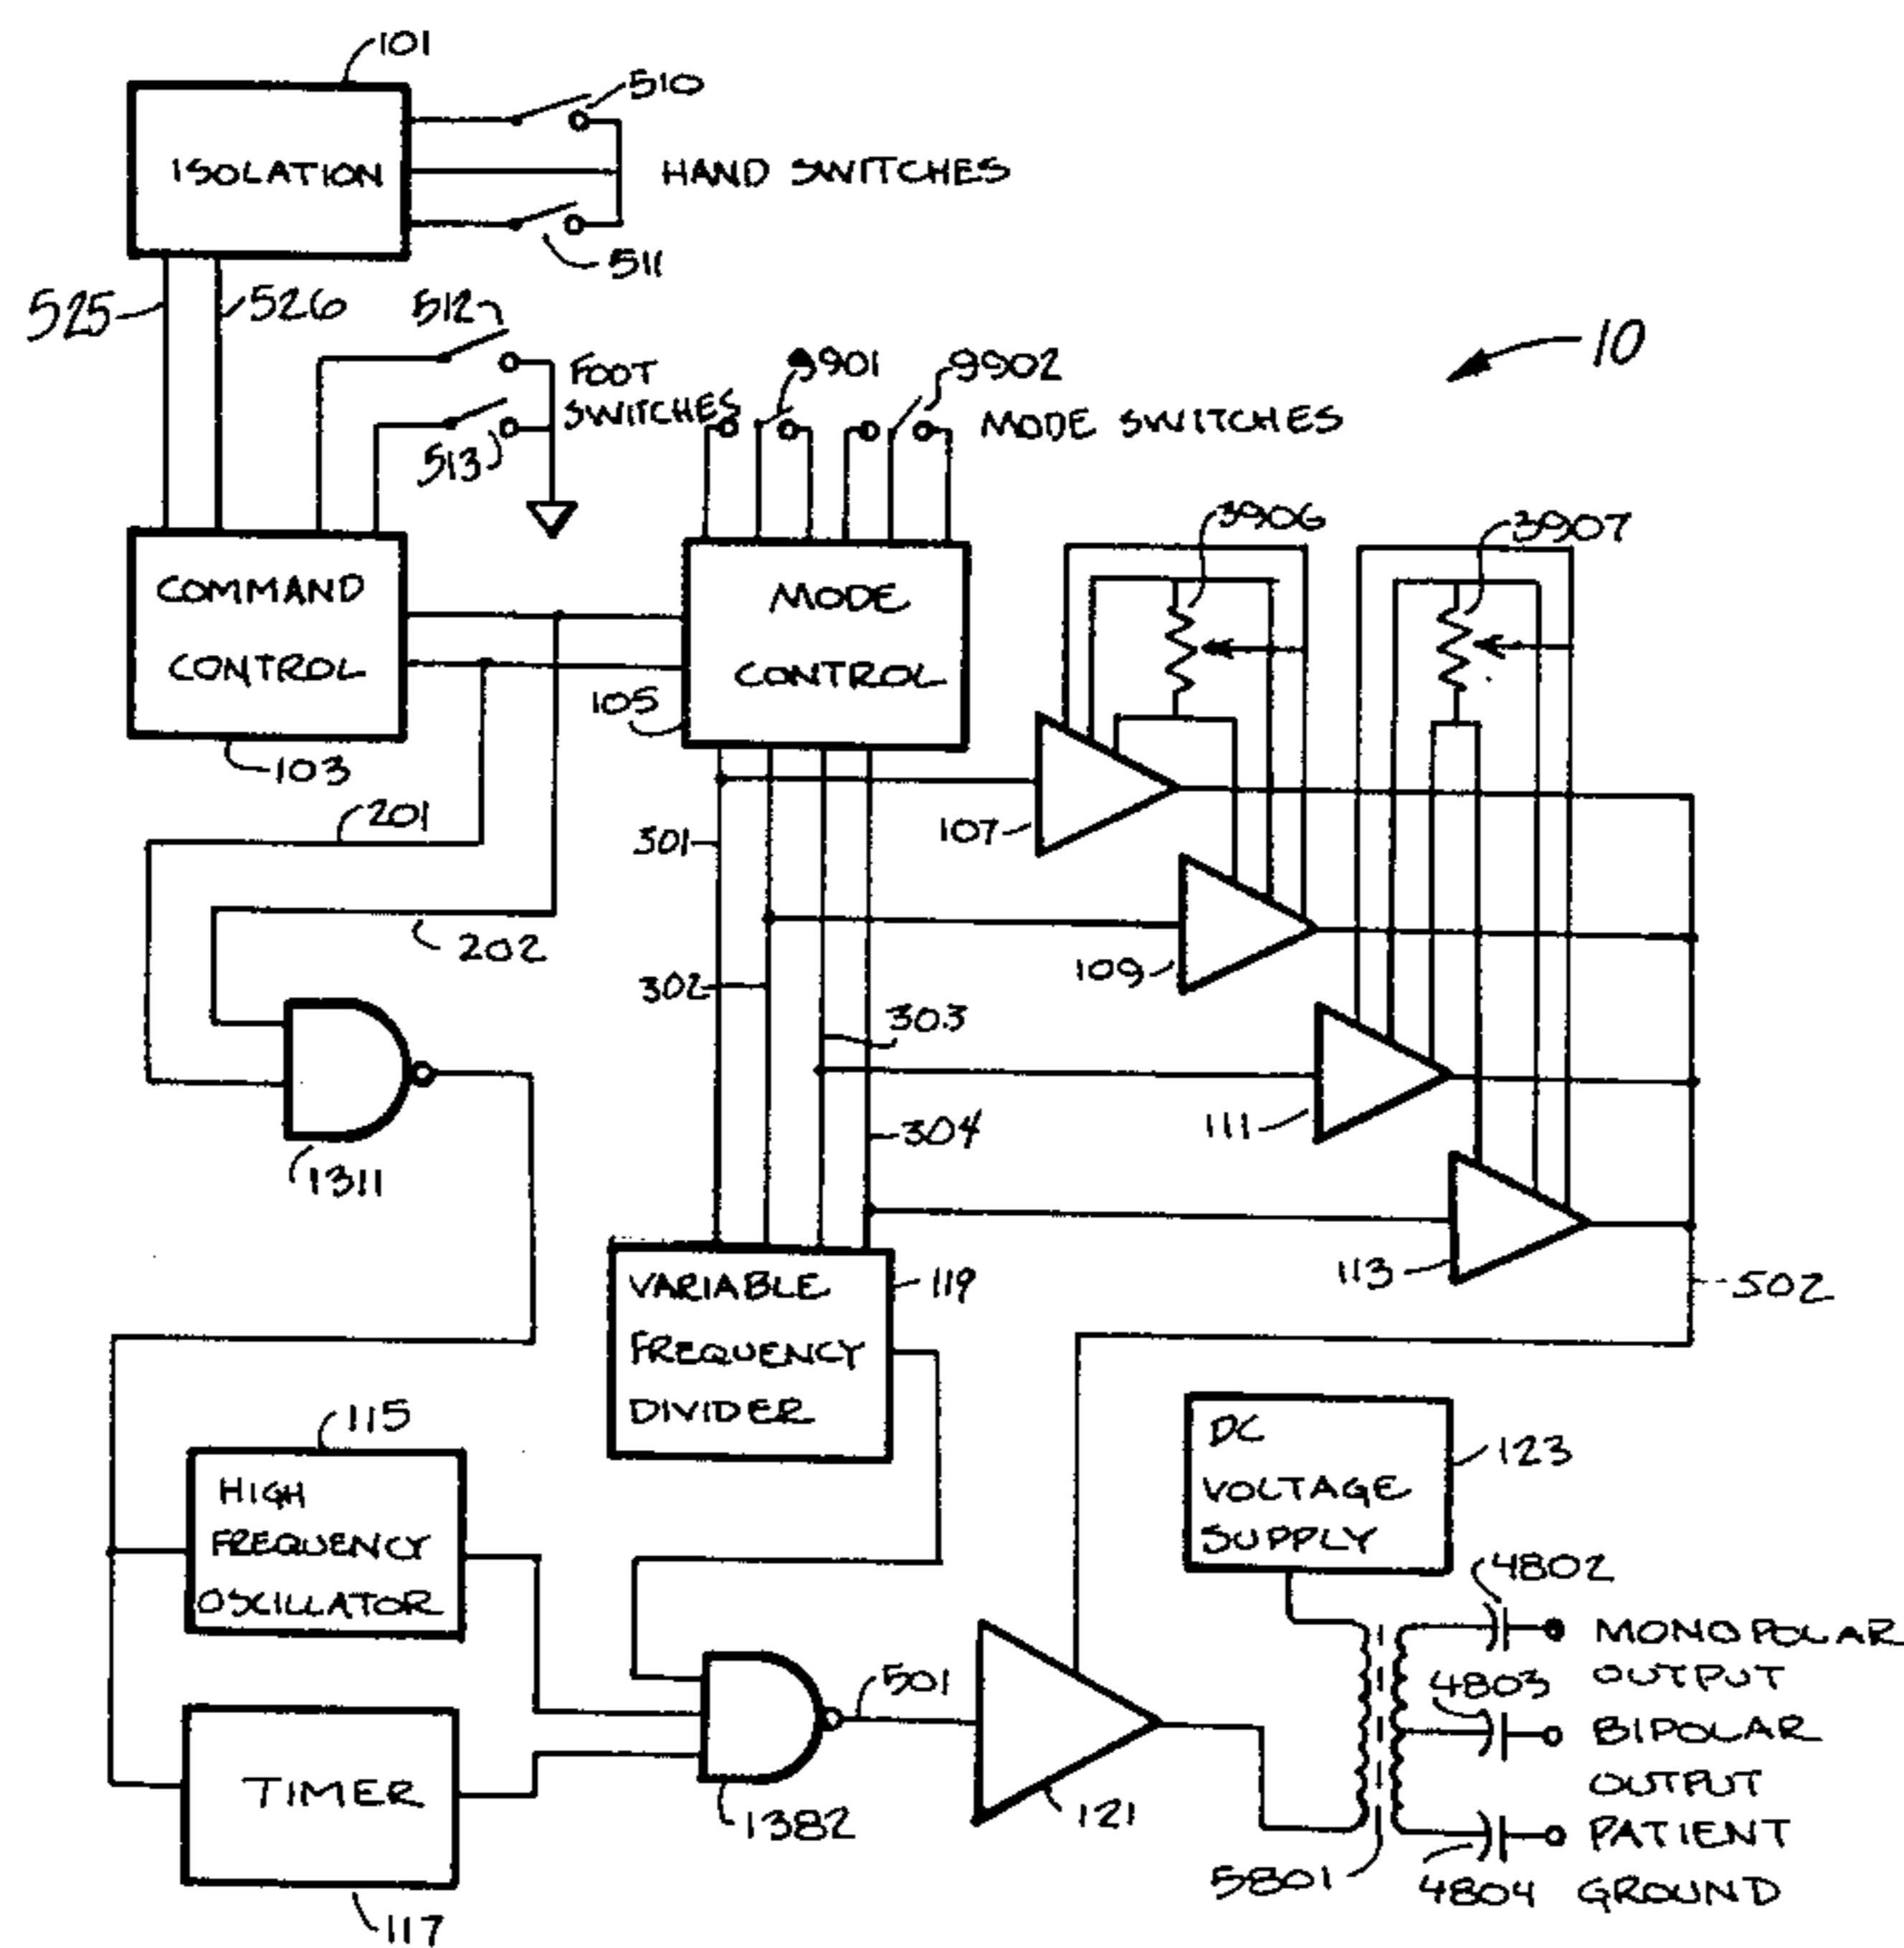 101
510
ISOLATION
HAND SWITCHES
511
525
526
512
FOOT
SWITCHES
513
9901
9902
MODE SWITCHES
10
3906
3907
COMMAND
CONTROL
103
MODE
CONTROL
105
107
201
301
202
109
302
303
111
304
1311
113
502
VARIABLE
FREQUENCY
DIVIDER
119
115
HIGH
FREQUENCY
OSCILLATOR
DC
VOLTAGE
SUPPLY
123
4802
MONOPOLAR
OUTPUT
4803
BIPOLAR
OUTPUT
501
TIMER
1382
121
5801
4804
PATIENT
GROUND
117